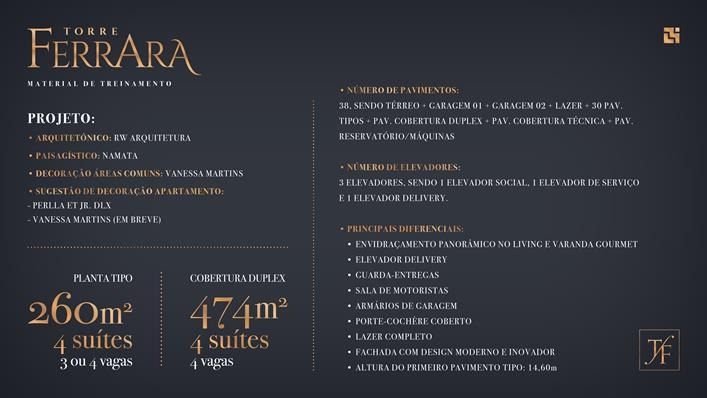 TORRE
FERRARA
MATERIAL DE TREINAMENTO
PROJETO:
• ARQUITETÔNICO: RW ARQUITETURA
• PAISAGÍSTICO: NAMATA
• DECORAÇÃO ÁREAS COMUNS: VANESSA MARTINS
• SUGESTÃO DE DECORAÇÃO APARTAMENTO:
- PERLLA ET JR. DLX
- VANESSA MARTINS (EM BREVE)
PLANTA TIPO
260m²
4 suítes
3 ou 4 vagas
COBERTURA DUPLEX
474m²
4 suítes
4 vagas
• NÚMERO DE PAVIMENTOS:
38, SENDO TÉRREO + GARAGEM 01 + GARAGEM 02 + LAZER + 30 PAV.
TIPOS + PAV. COBERTURA DUPLEX + PAV. COBERTURA TÉCNICA + PAV.
RESERVATÓRIO/MÁQUINAS
• NÚMERO DE ELEVADORES:
3 ELEVADORES, SENDO 1 ELEVADOR SOCIAL, 1 ELEVADOR DE SERVIÇO
E 1 ELEVADOR DELIVERY.
• PRINCIPAIS DIFERENCIAIS:
• ENVIDRAÇAMENTO PANORÂMICO NO LIVING E VARANDA GOURMET
• ELEVADOR DELIVERY
• GUARDA-ENTREGAS
• SALA DE MOTORISTAS
• ARMÁRIOS DE GARAGEM
• PORTE-COCHÈRE COBERTO
• LAZER COMPLETO
• FACHADA COM DESIGN MODERNO E INOVADOR
• ALTURA DO PRIMEIRO PAVIMENTO TIPO: 14,60m
TF